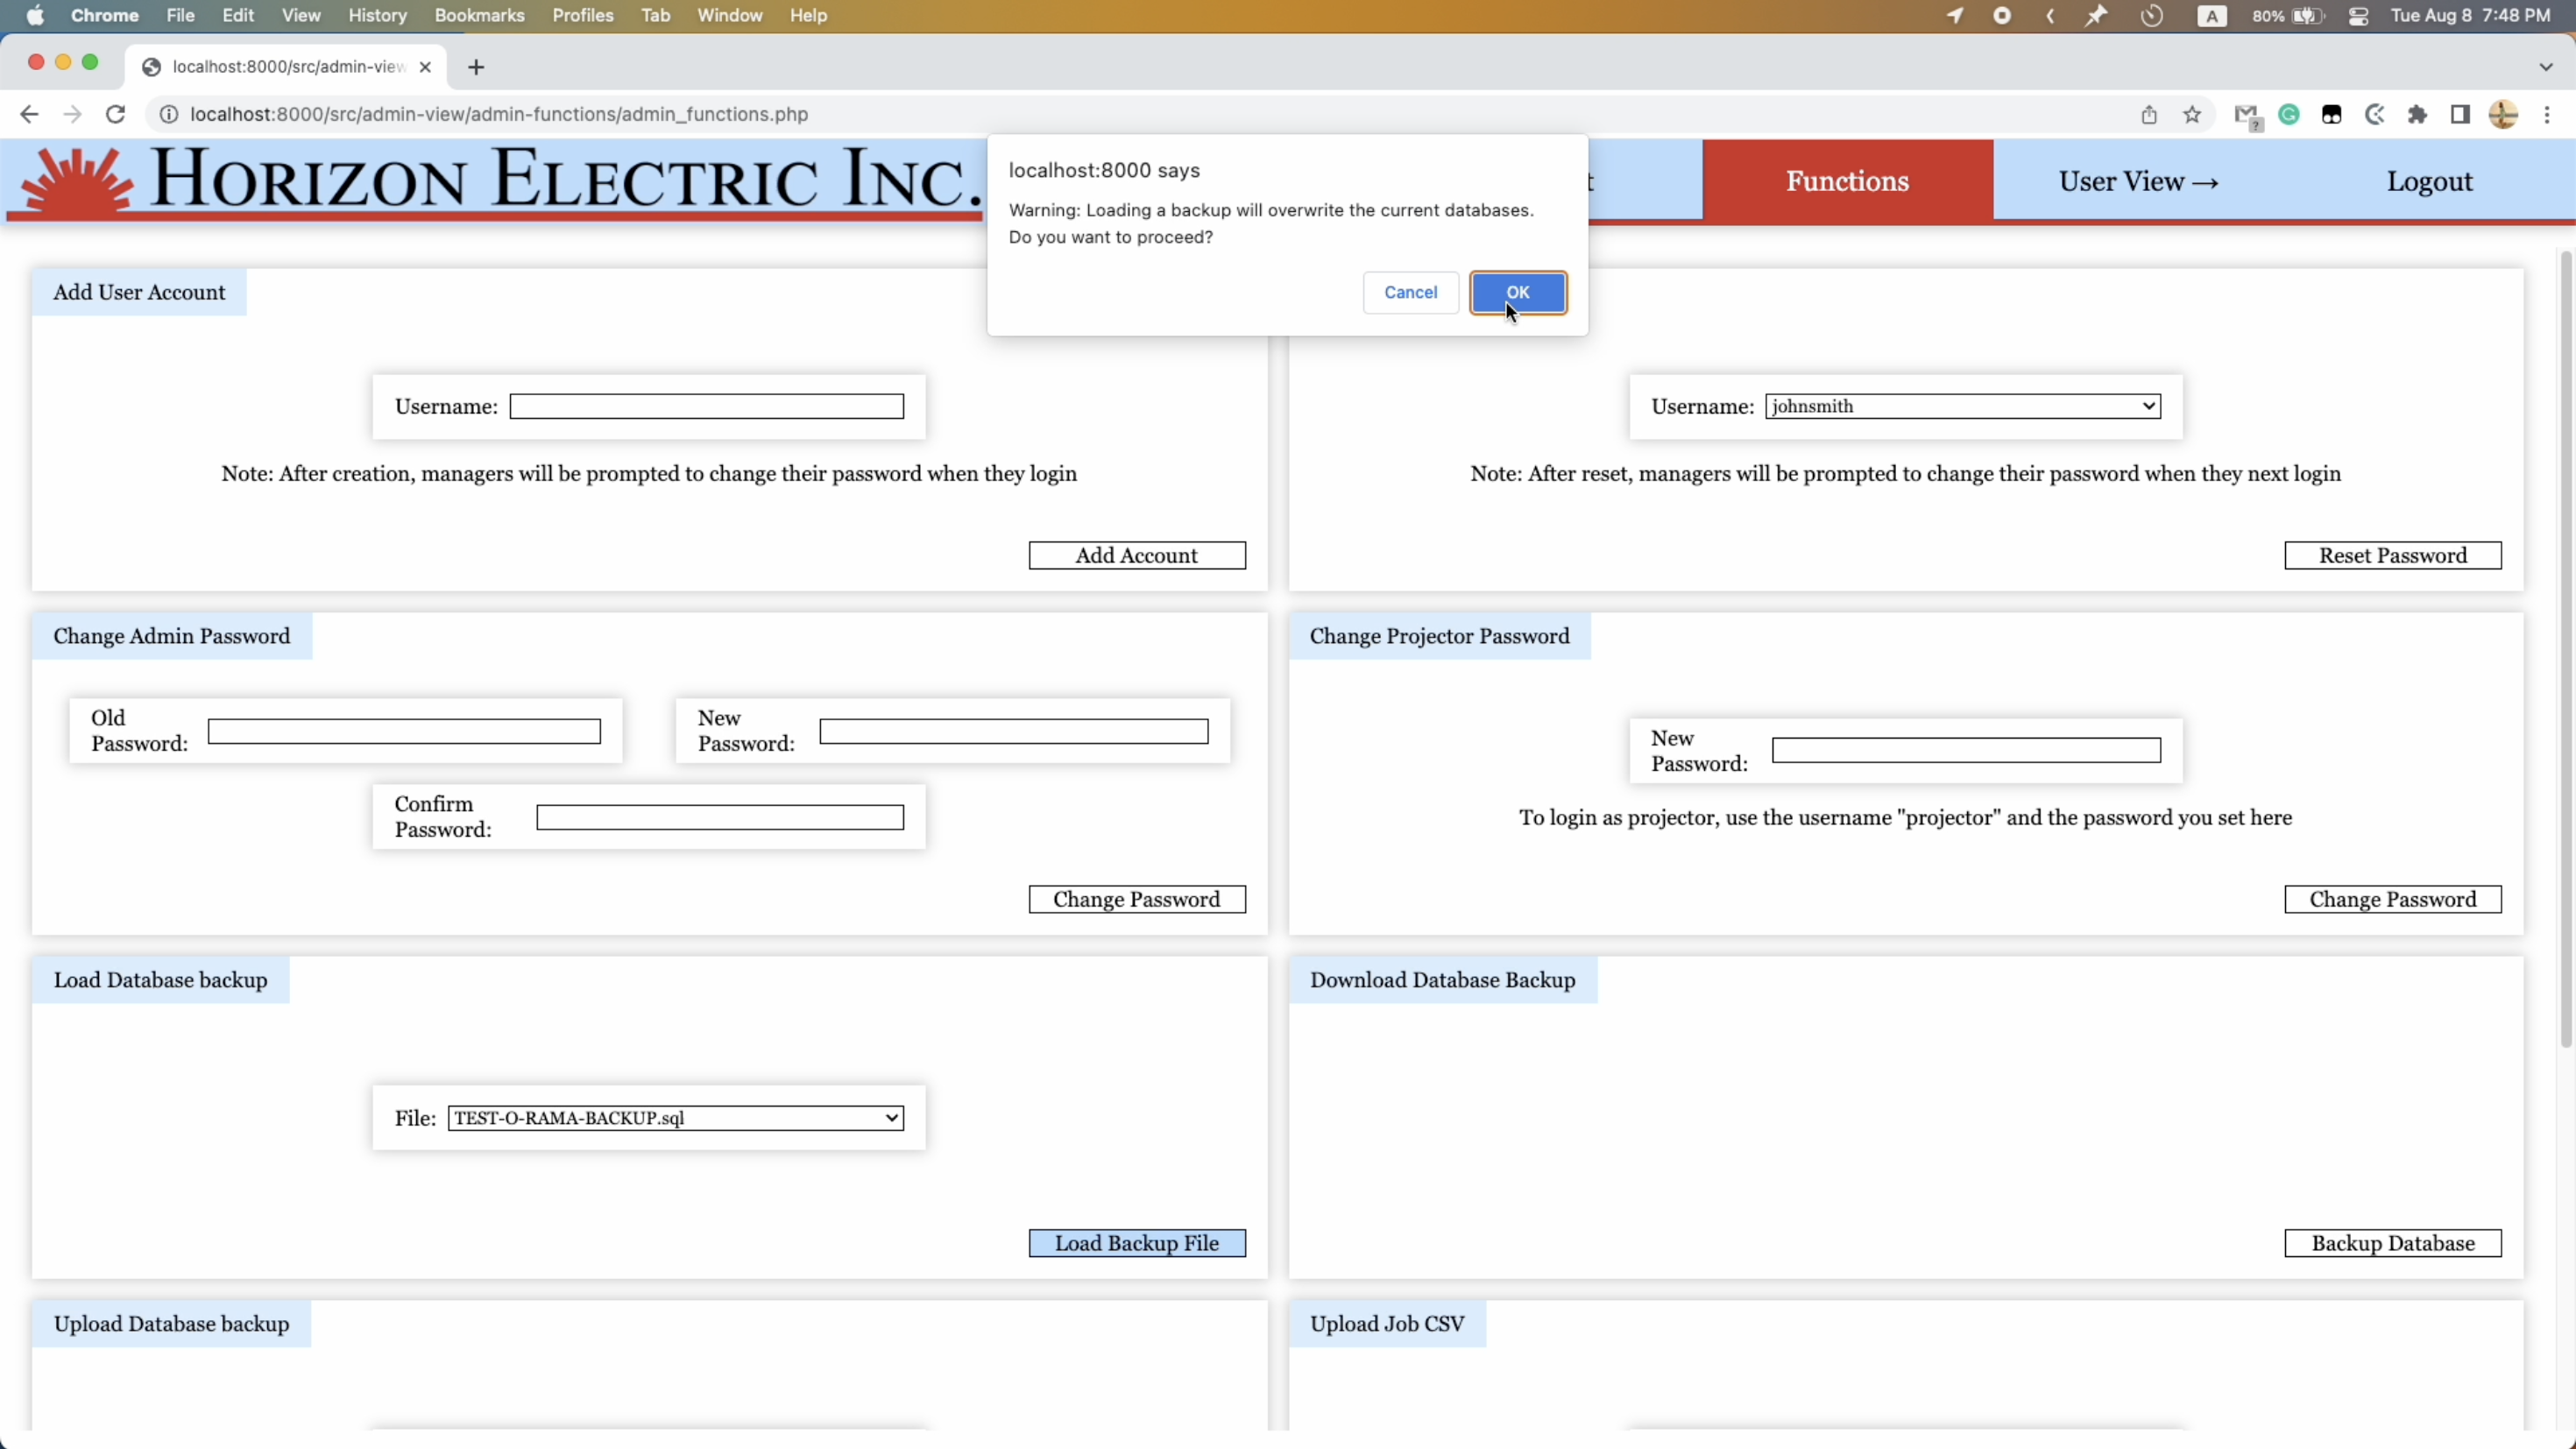 Chrome File Edit View History Bookmarks Profiles Tab Window Help
A 80% Tue Aug 8 7:48 PM
localhost:8000/src/admin-view
localhost:8000/src/admin-view/admin-functions/admin_functions.php
HORIZON ELECTRIC INC.
t Functions User View → Logout
localhost:8000 says
Warning: Loading a backup will overwrite the current databases.
Do you want to proceed?
Cancel OK
Add User Account
Username:
Note: After creation, managers will be prompted to change their password when they login
Add Account
Username: johnsmith
Note: After reset, managers will be prompted to change their password when they next login
Reset Password
Change Admin Password
Old
Password:
New
Password:
Confirm
Password:
Change Password
Change Projector Password
New
Password:
To login as projector, use the username "projector" and the password you set here
Change Password
Load Database backup
File: TEST-O-RAMA-BACKUP.sql
Load Backup File
Download Database Backup
Backup Database
Upload Database backup
Upload Job CSV